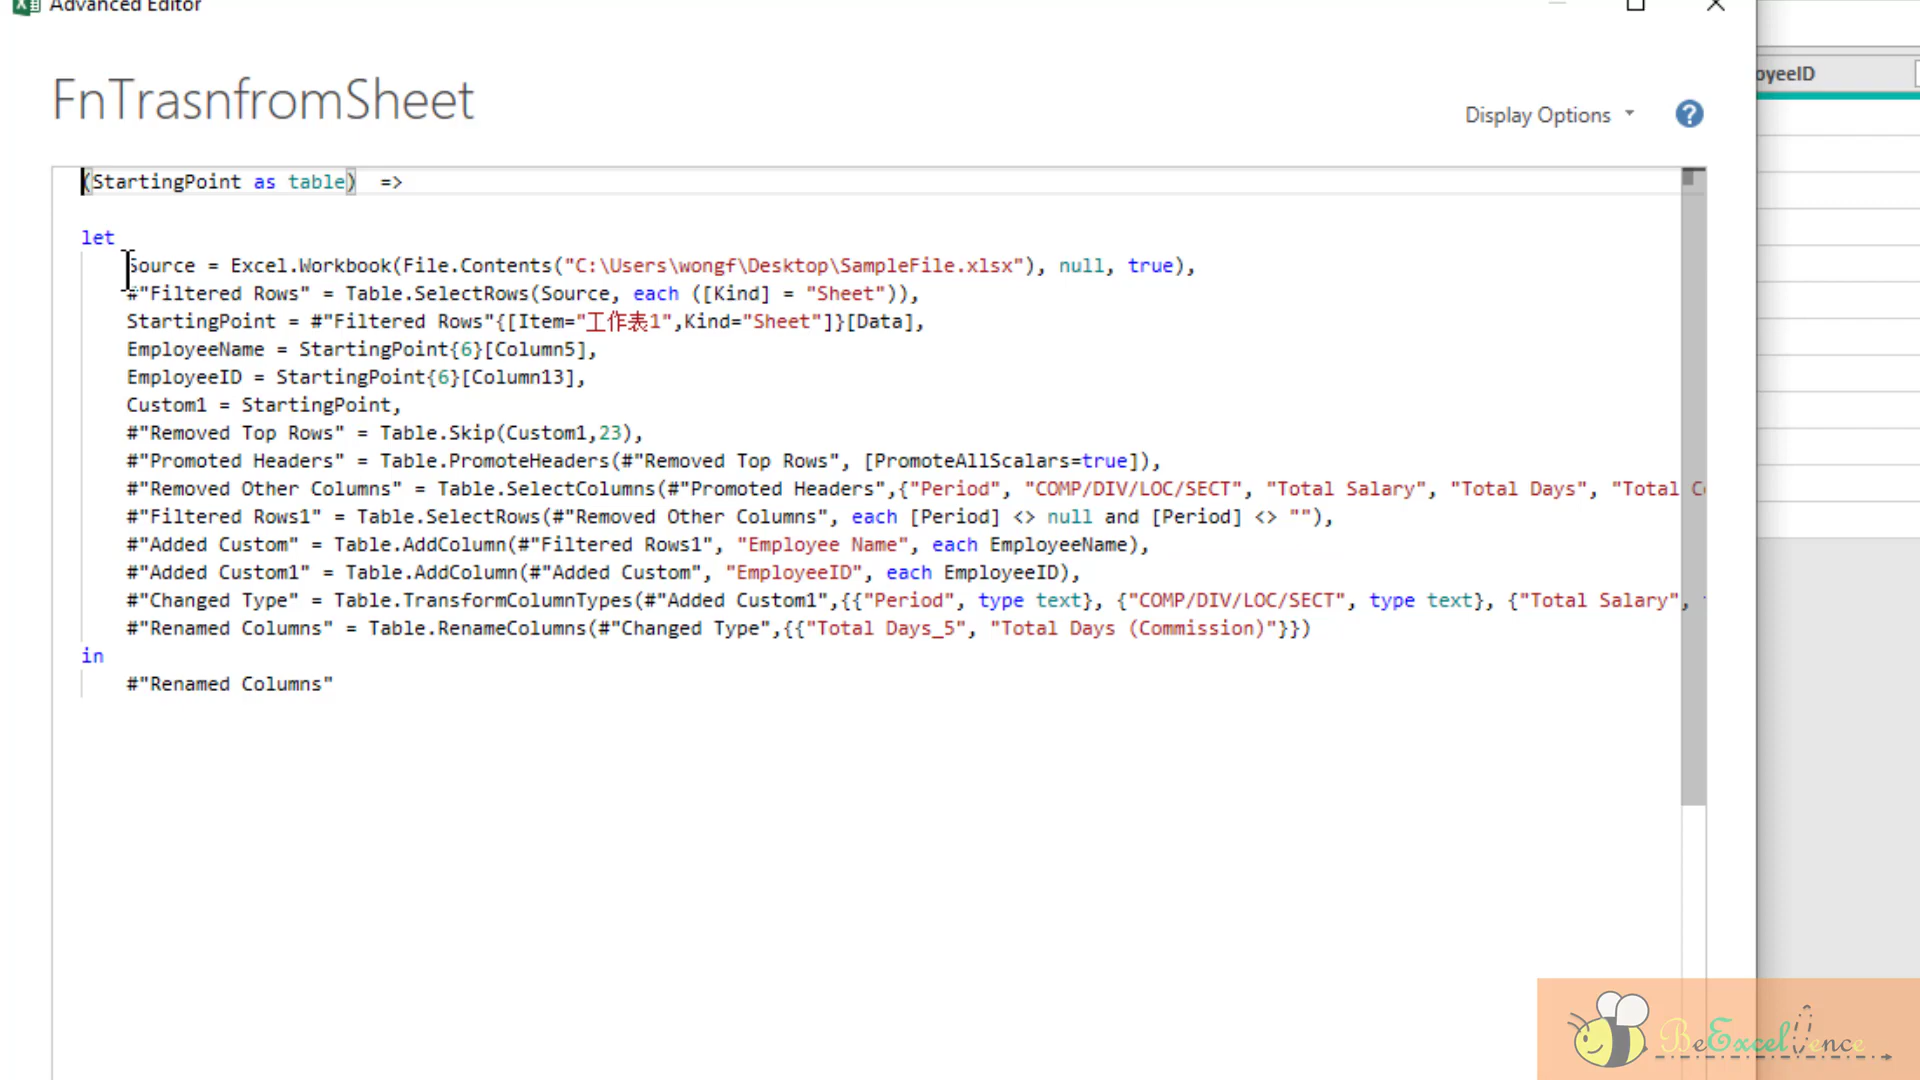 Advanced Editor
FnTrasnfromSheet
Display Options
?
oyeeID
(StartingPoint as table)  =>
let
Source = Excel.Workbook(File.Contents("C:\Users\wongf\Desktop\SampleFile.xlsx"), null, true),
#"Filtered Rows" = Table.SelectRows(Source, each ([Kind] = "Sheet")),
StartingPoint = #"Filtered Rows"{[Item="工作表1",Kind="Sheet"]}[Data],
EmployeeName = StartingPoint{6}[Column5],
EmployeeID = StartingPoint{6}[Column13],
Custom1 = StartingPoint,
#"Removed Top Rows" = Table.Skip(Custom1,23),
#"Promoted Headers" = Table.PromoteHeaders(#"Removed Top Rows", [PromoteAllScalars=true]),
#"Removed Other Columns" = Table.SelectColumns(#"Promoted Headers",{"Period", "COMP/DIV/LOC/SECT", "Total Salary", "Total Days", "Total
#"Filtered Rows1" = Table.SelectRows(#"Removed Other Columns", each [Period] <> null and [Period] <> ""),
#"Added Custom" = Table.AddColumn(#"Filtered Rows1", "Employee Name", each EmployeeName),
#"Added Custom1" = Table.AddColumn(#"Added Custom", "EmployeeID", each EmployeeID),
#"Changed Type" = Table.TransformColumnTypes(#"Added Custom1",{{"Period", type text}, {"COMP/DIV/LOC/SECT", type text}, {"Total Salary",
#"Renamed Columns" = Table.RenameColumns(#"Changed Type",{{"Total Days_5", "Total Days (Commission)"}})
in
#"Renamed Columns"
BeExcellence